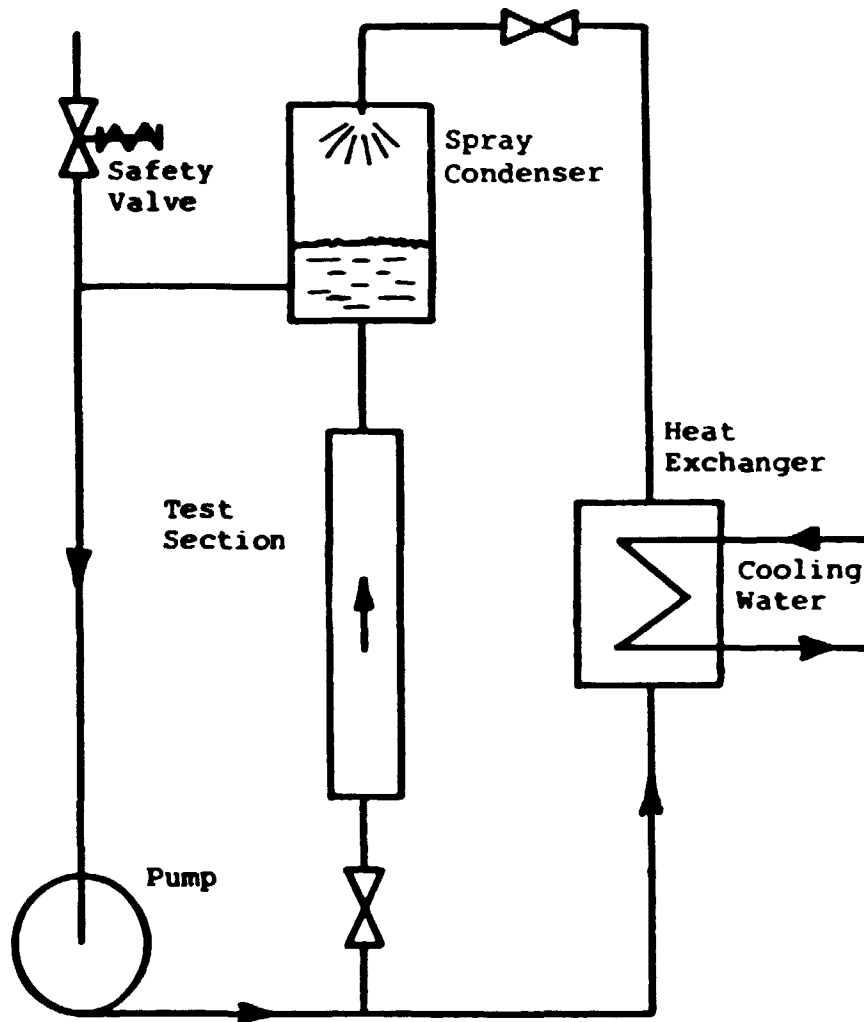 Spray
Condenser
Safety
Valve
Heat
Exchanger
Test
Section
Cooling
Water
Pump